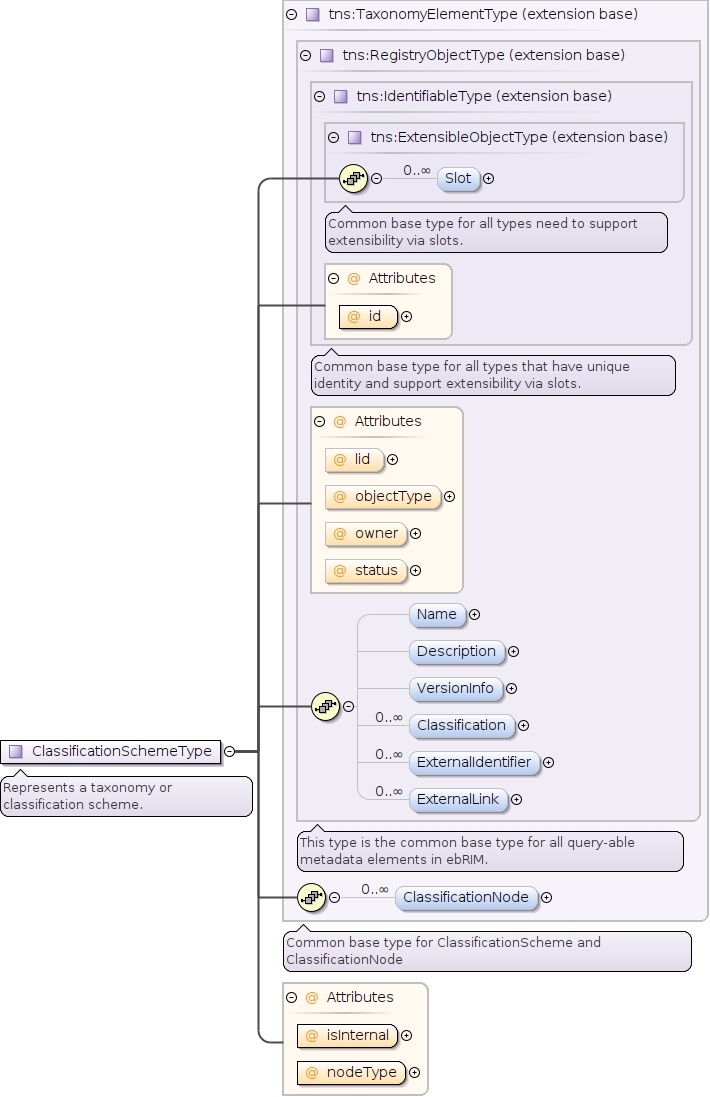 tns:TaxonomyElementType (extension base)
tns:RegistryObjectType (extension base)
tns:IdentifiableType (extension base)
tns:ExtensibleObjectType (extension base)
0..∞
Slot
Common base type for all types need to support
extensibility via slots.
@ Attributes
@ id
Common base type for all types that have unique
identity and support extensibility via slots.
@ Attributes
@ lid
@ objectType
@ owner
@ status
Name
Description
VersionInfo
0..∞
Classification
0..∞
ExternalIdentifier
0..∞
ExternalLink
ClassificationSchemeType
Represents a taxonomy or
classification scheme.
This type is the common base type for all query-able
metadata elements in ebRIM.
0..∞
ClassificationNode
Common base type for ClassificationScheme and
ClassificationNode
@ Attributes
@ isInternal
@ nodeType